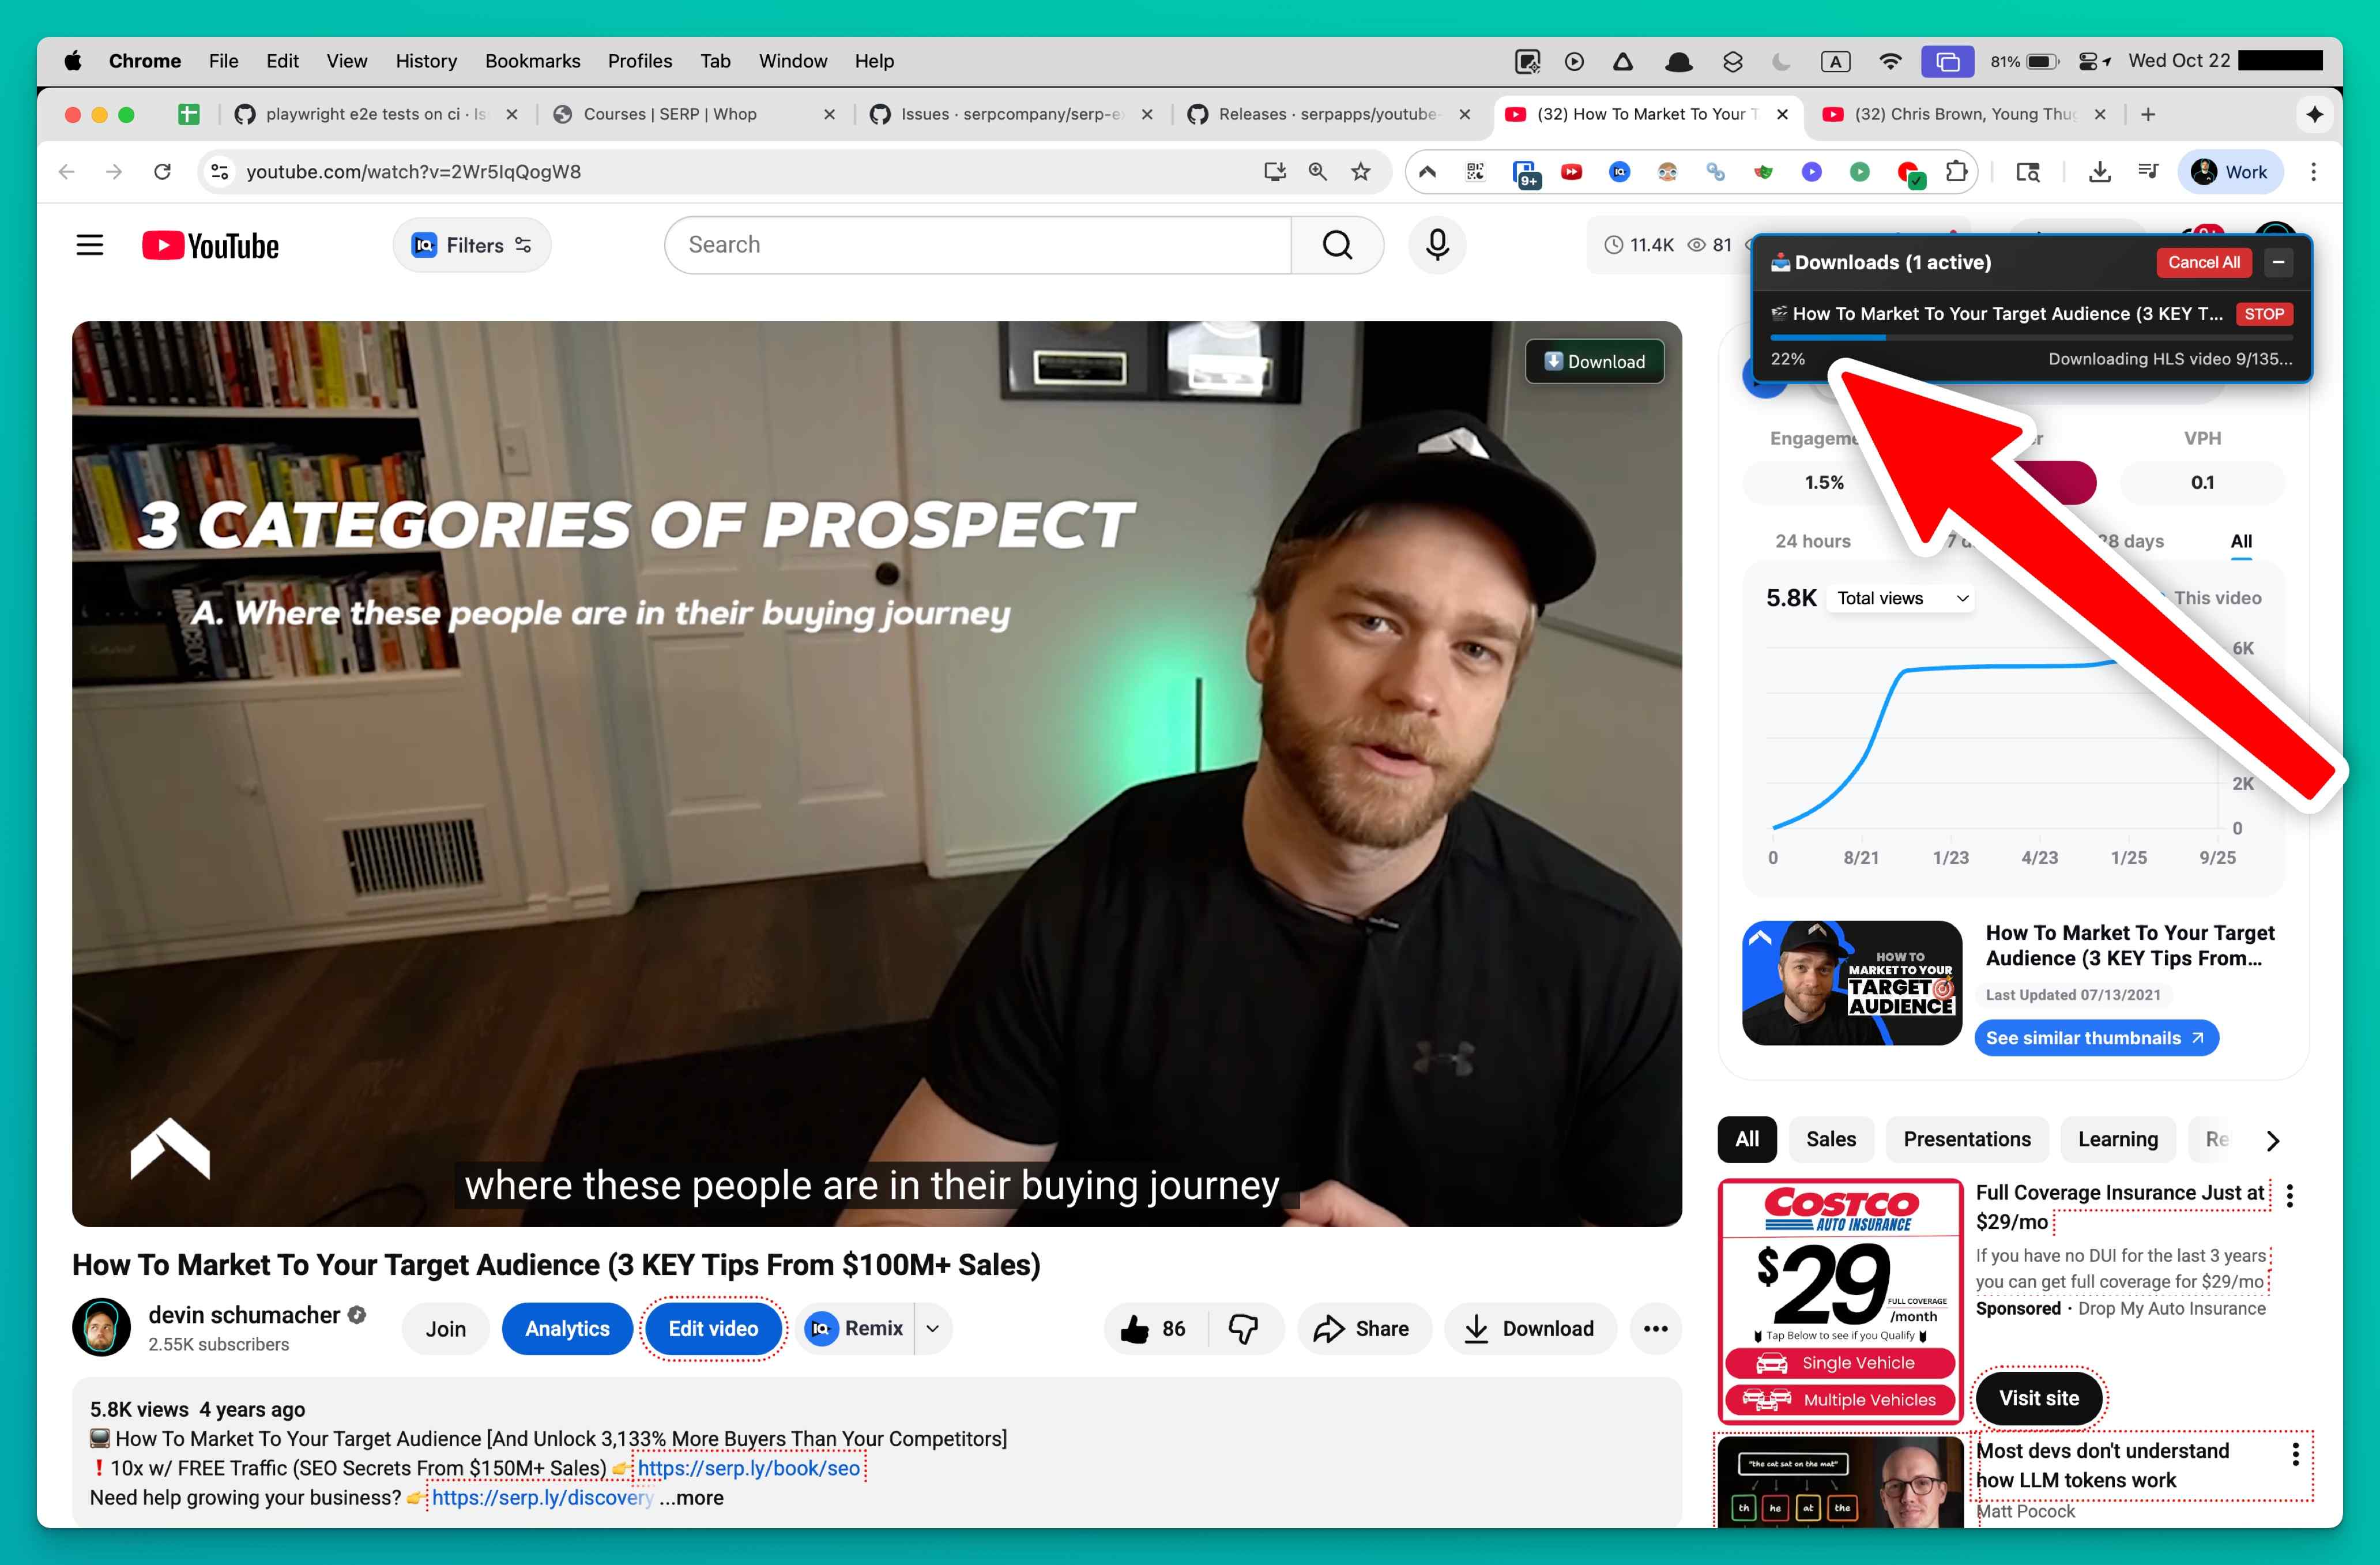 Chrome File Edit View History Bookmarks Profiles Tab Window Help
A 81% Wed Oct 22
playwright e2e tests on ci · Is
Courses | SERP | Whop
Issues · serpcompany/serp-e
Releases · serpapps/youtube-
(32) How To Market To Your T
(32) Chris Brown, Young Thug
youtube.com/watch?v=2Wr5IqQogW8
9+
IQ
Work
YouTube
IQ Filters
Search
11.4K 81
Downloads (1 active)
Cancel All
How To Market To Your Target Audience (3 KEY T...
STOP
22%
Downloading HLS video 9/135...
Download
3 CATEGORIES OF PROSPECT
A. Where these people are in their buying journey
where these people are in their buying journey
Engageme
VPH
1.5%
0.1
24 hours
28 days
All
5.8K Total views
This video
6K
2K
0
0 8/21 1/23 4/23 1/25 9/25
HOW TO
MARKET TO YOUR
TARGET
AUDIENCE
How To Market To Your Target
Audience (3 KEY Tips From...
Last Updated 07/13/2021
See similar thumbnails
All Sales Presentations Learning Re
How To Market To Your Target Audience (3 KEY Tips From $100M+ Sales)
devin schumacher
2.55K subscribers
Join
Analytics
Edit video
IQ Remix
86
Share
Download
5.8K views 4 years ago
How To Market To Your Target Audience [And Unlock 3,133% More Buyers Than Your Competitors]
❗ 10x w/ FREE Traffic (SEO Secrets From $150M+ Sales) 👉 https://serp.ly/book/seo
Need help growing your business? 👉 https://serp.ly/discovery ...more
COSTCO
AUTO INSURANCE
$29
FULL COVERAGE
/month
Tap Below to see if you Qualify
Single Vehicle
Multiple Vehicles
Full Coverage Insurance Just at
$29/mo
If you have no DUI for the last 3 years
you can get full coverage for $29/mo
Sponsored · Drop My Auto Insurance
Visit site
"the cat sat on the mat"
th he at the
Most devs don't understand
how LLM tokens work
Matt Pocock